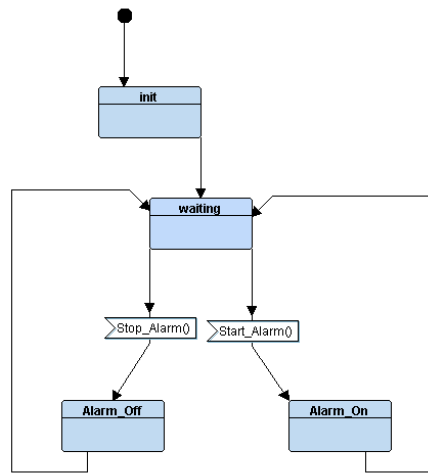 init
waiting
Stop_Alarm()
Start_Alarm()
Alarm_Off
Alarm_On